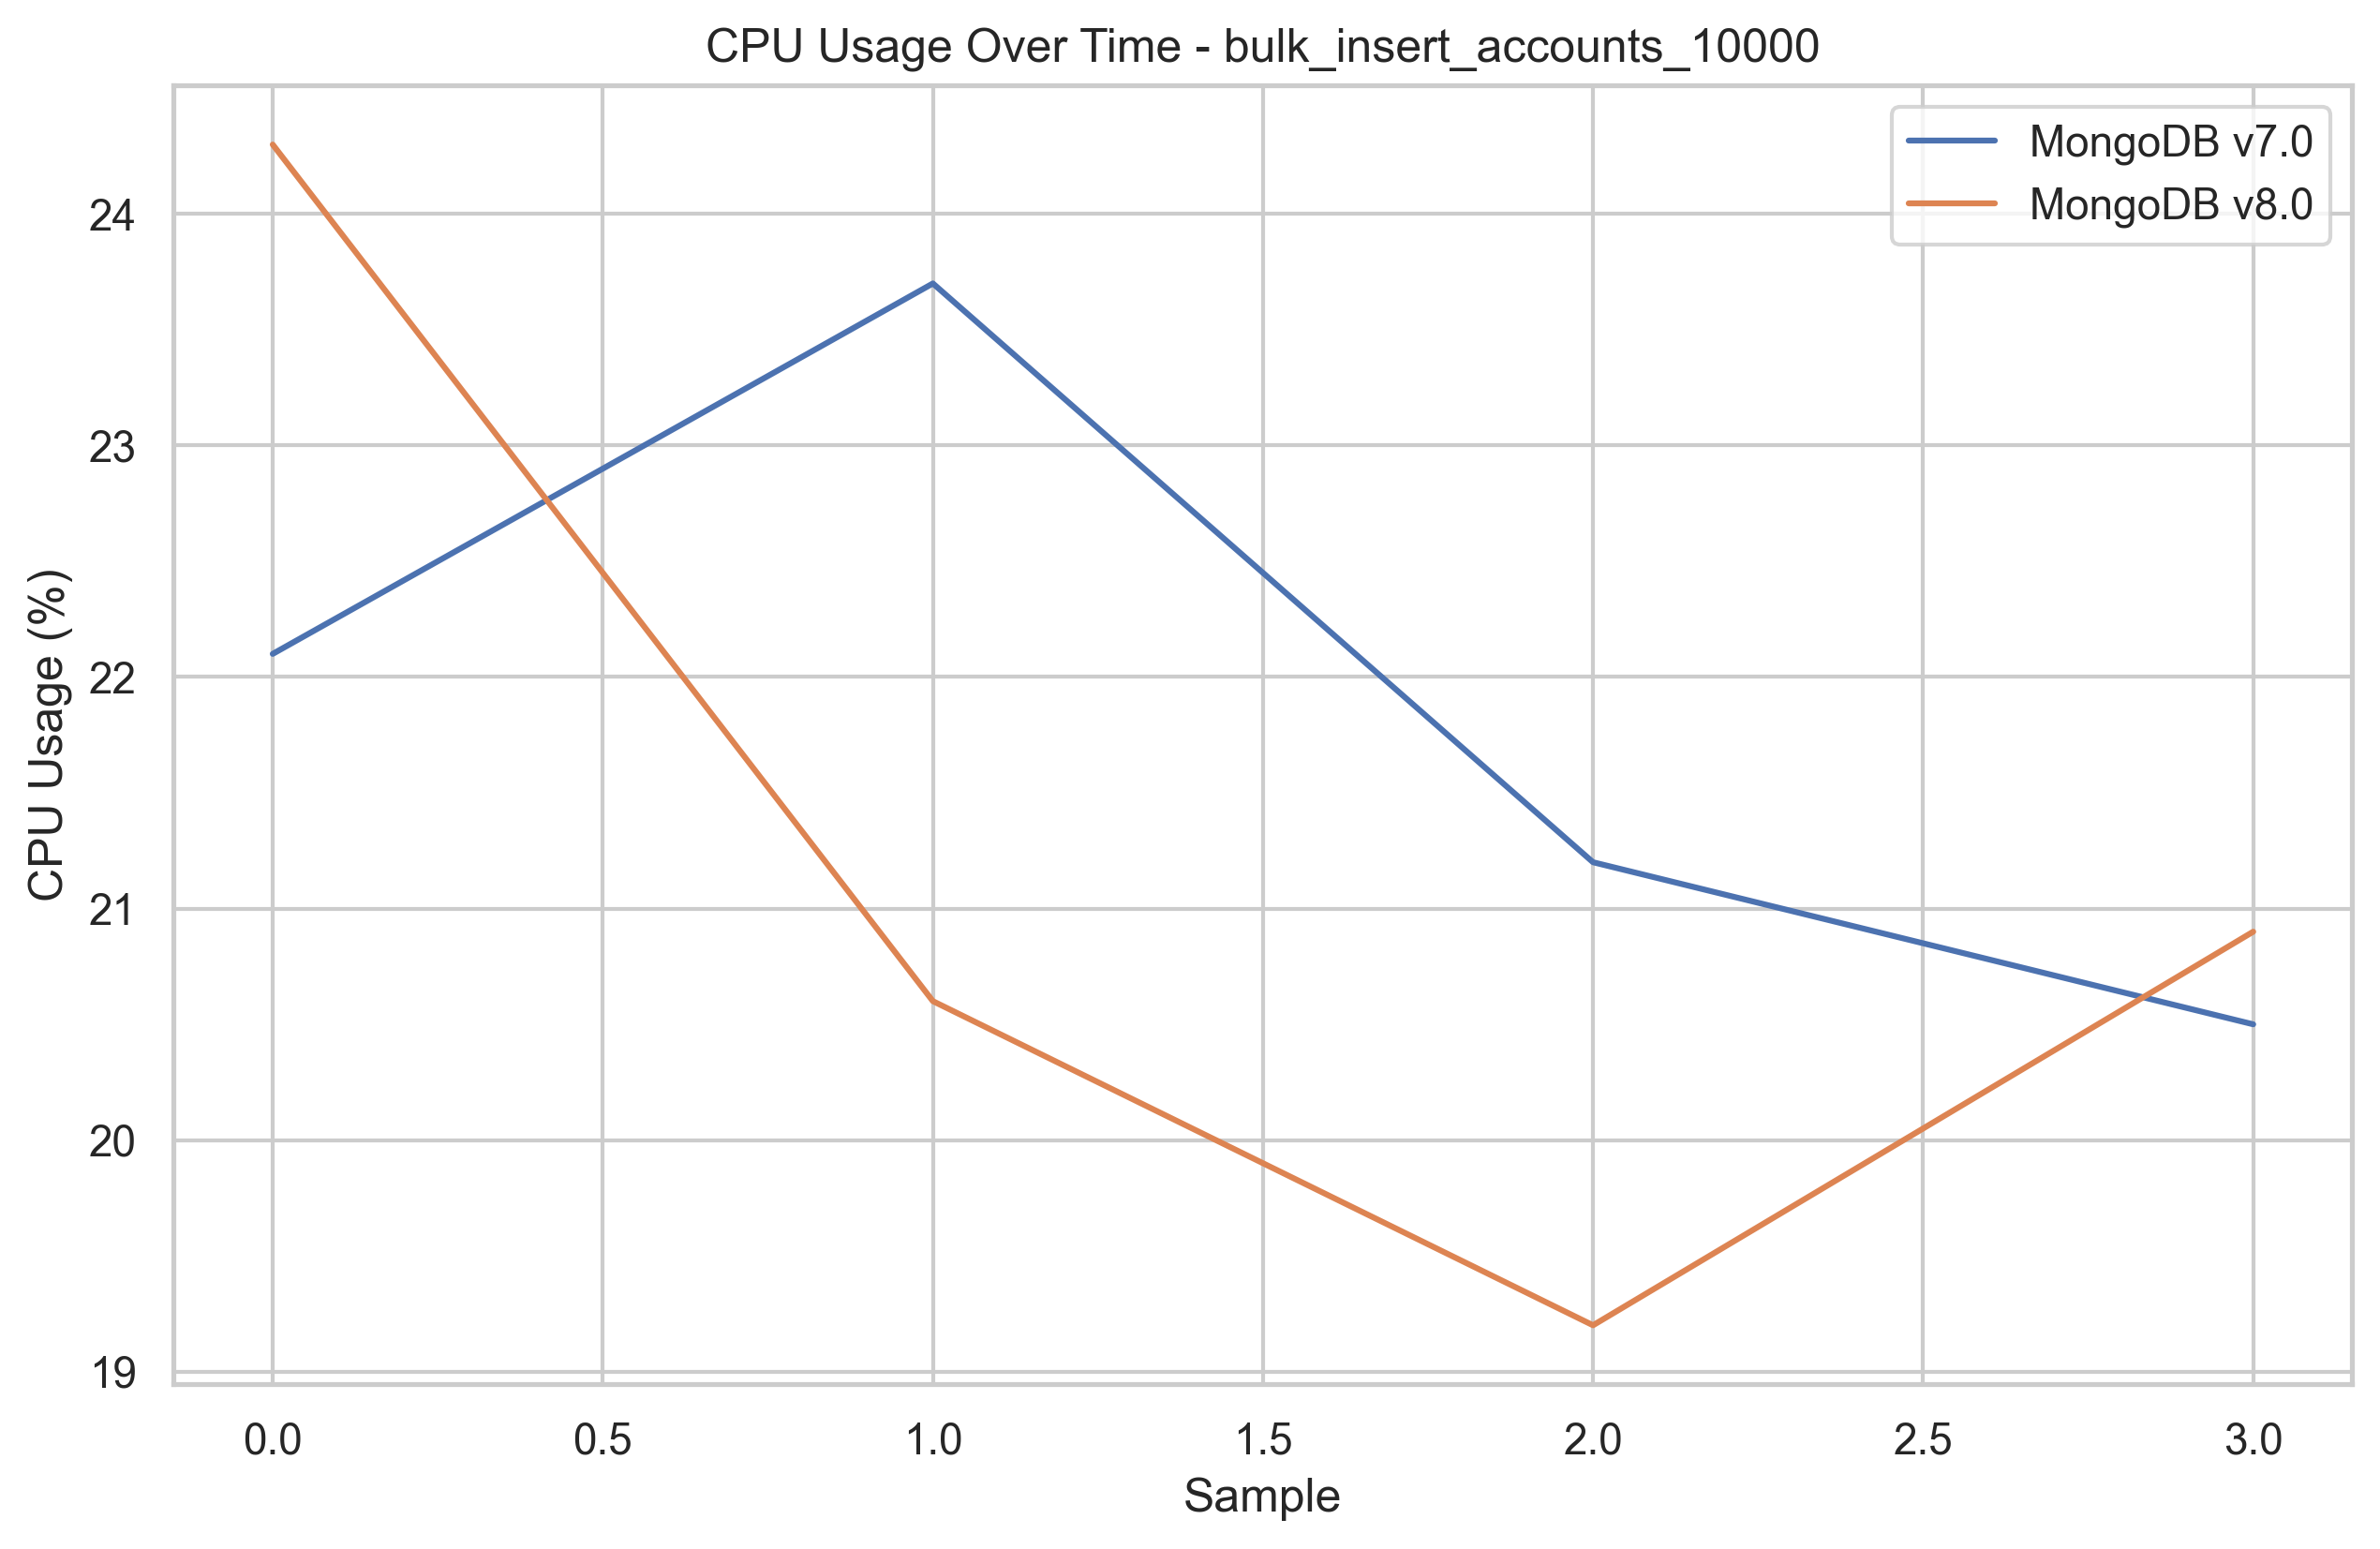 CPU Usage Over Time - bulk_insert_accounts_10000
MongoDB v7.0
MongoDB v8.0
CPU Usage (%)
24
23
22
21
20
19
0.0 0.5 1.0 1.5 2.0 2.5 3.0
Sample